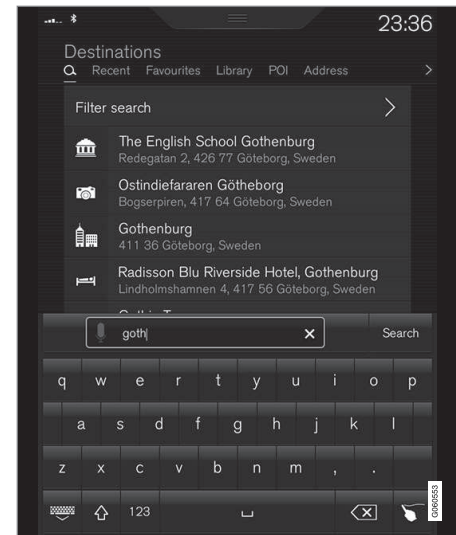 23:36
Destinations
Recent Favourites Library POI Address
Filter search
The English School Gothenburg
Redegatan 2, 426 77 Göteborg, Sweden
Ostindiefararen Götheborg
Bogserpiren, 417 64 Göteborg, Sweden
Gothenburg
411 36 Göteborg, Sweden
Radisson Blu Riverside Hotel, Gothenburg
Lindholmshamnen 4, 417 56 Göteborg, Sweden
goth
Search
q w e r t y u i o p
a s d f g h j k l
z x c v b n m , .
123
G060553